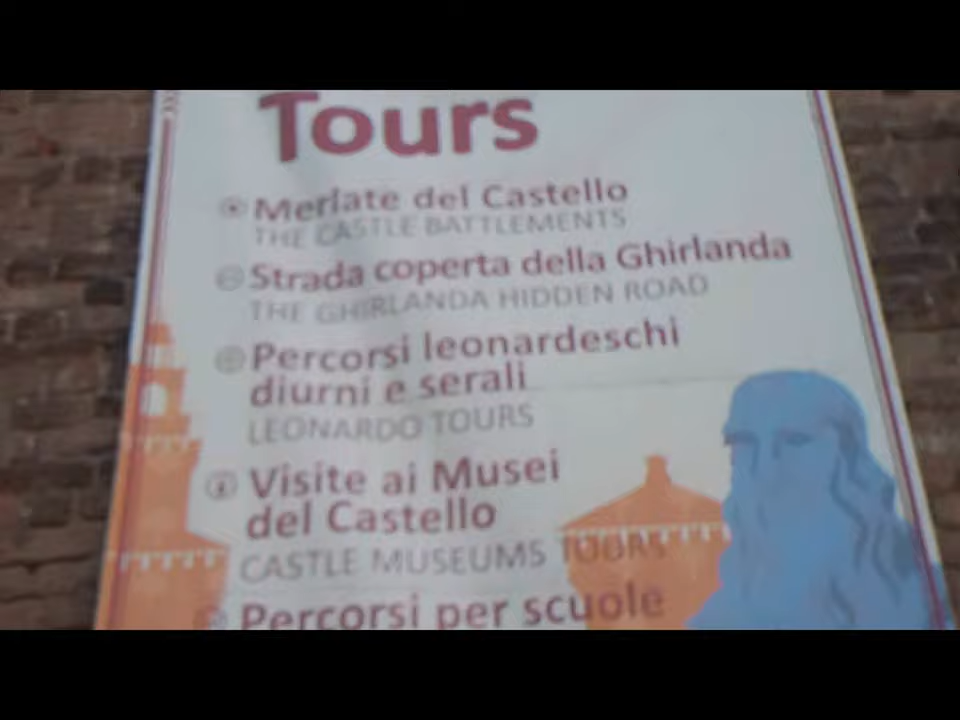 Tours
Merlate del Castello
THE CASTLE BATTLEMENTS
Strada coperta della Ghirlanda
THE GHIRLANDA HIDDEN ROAD
Percorsi leonardeschi
diurni e serali
LEONARDO TOURS
Visite ai Musei
del Castello
CASTLE MUSEUMS TOURS
Percorsi per scuole